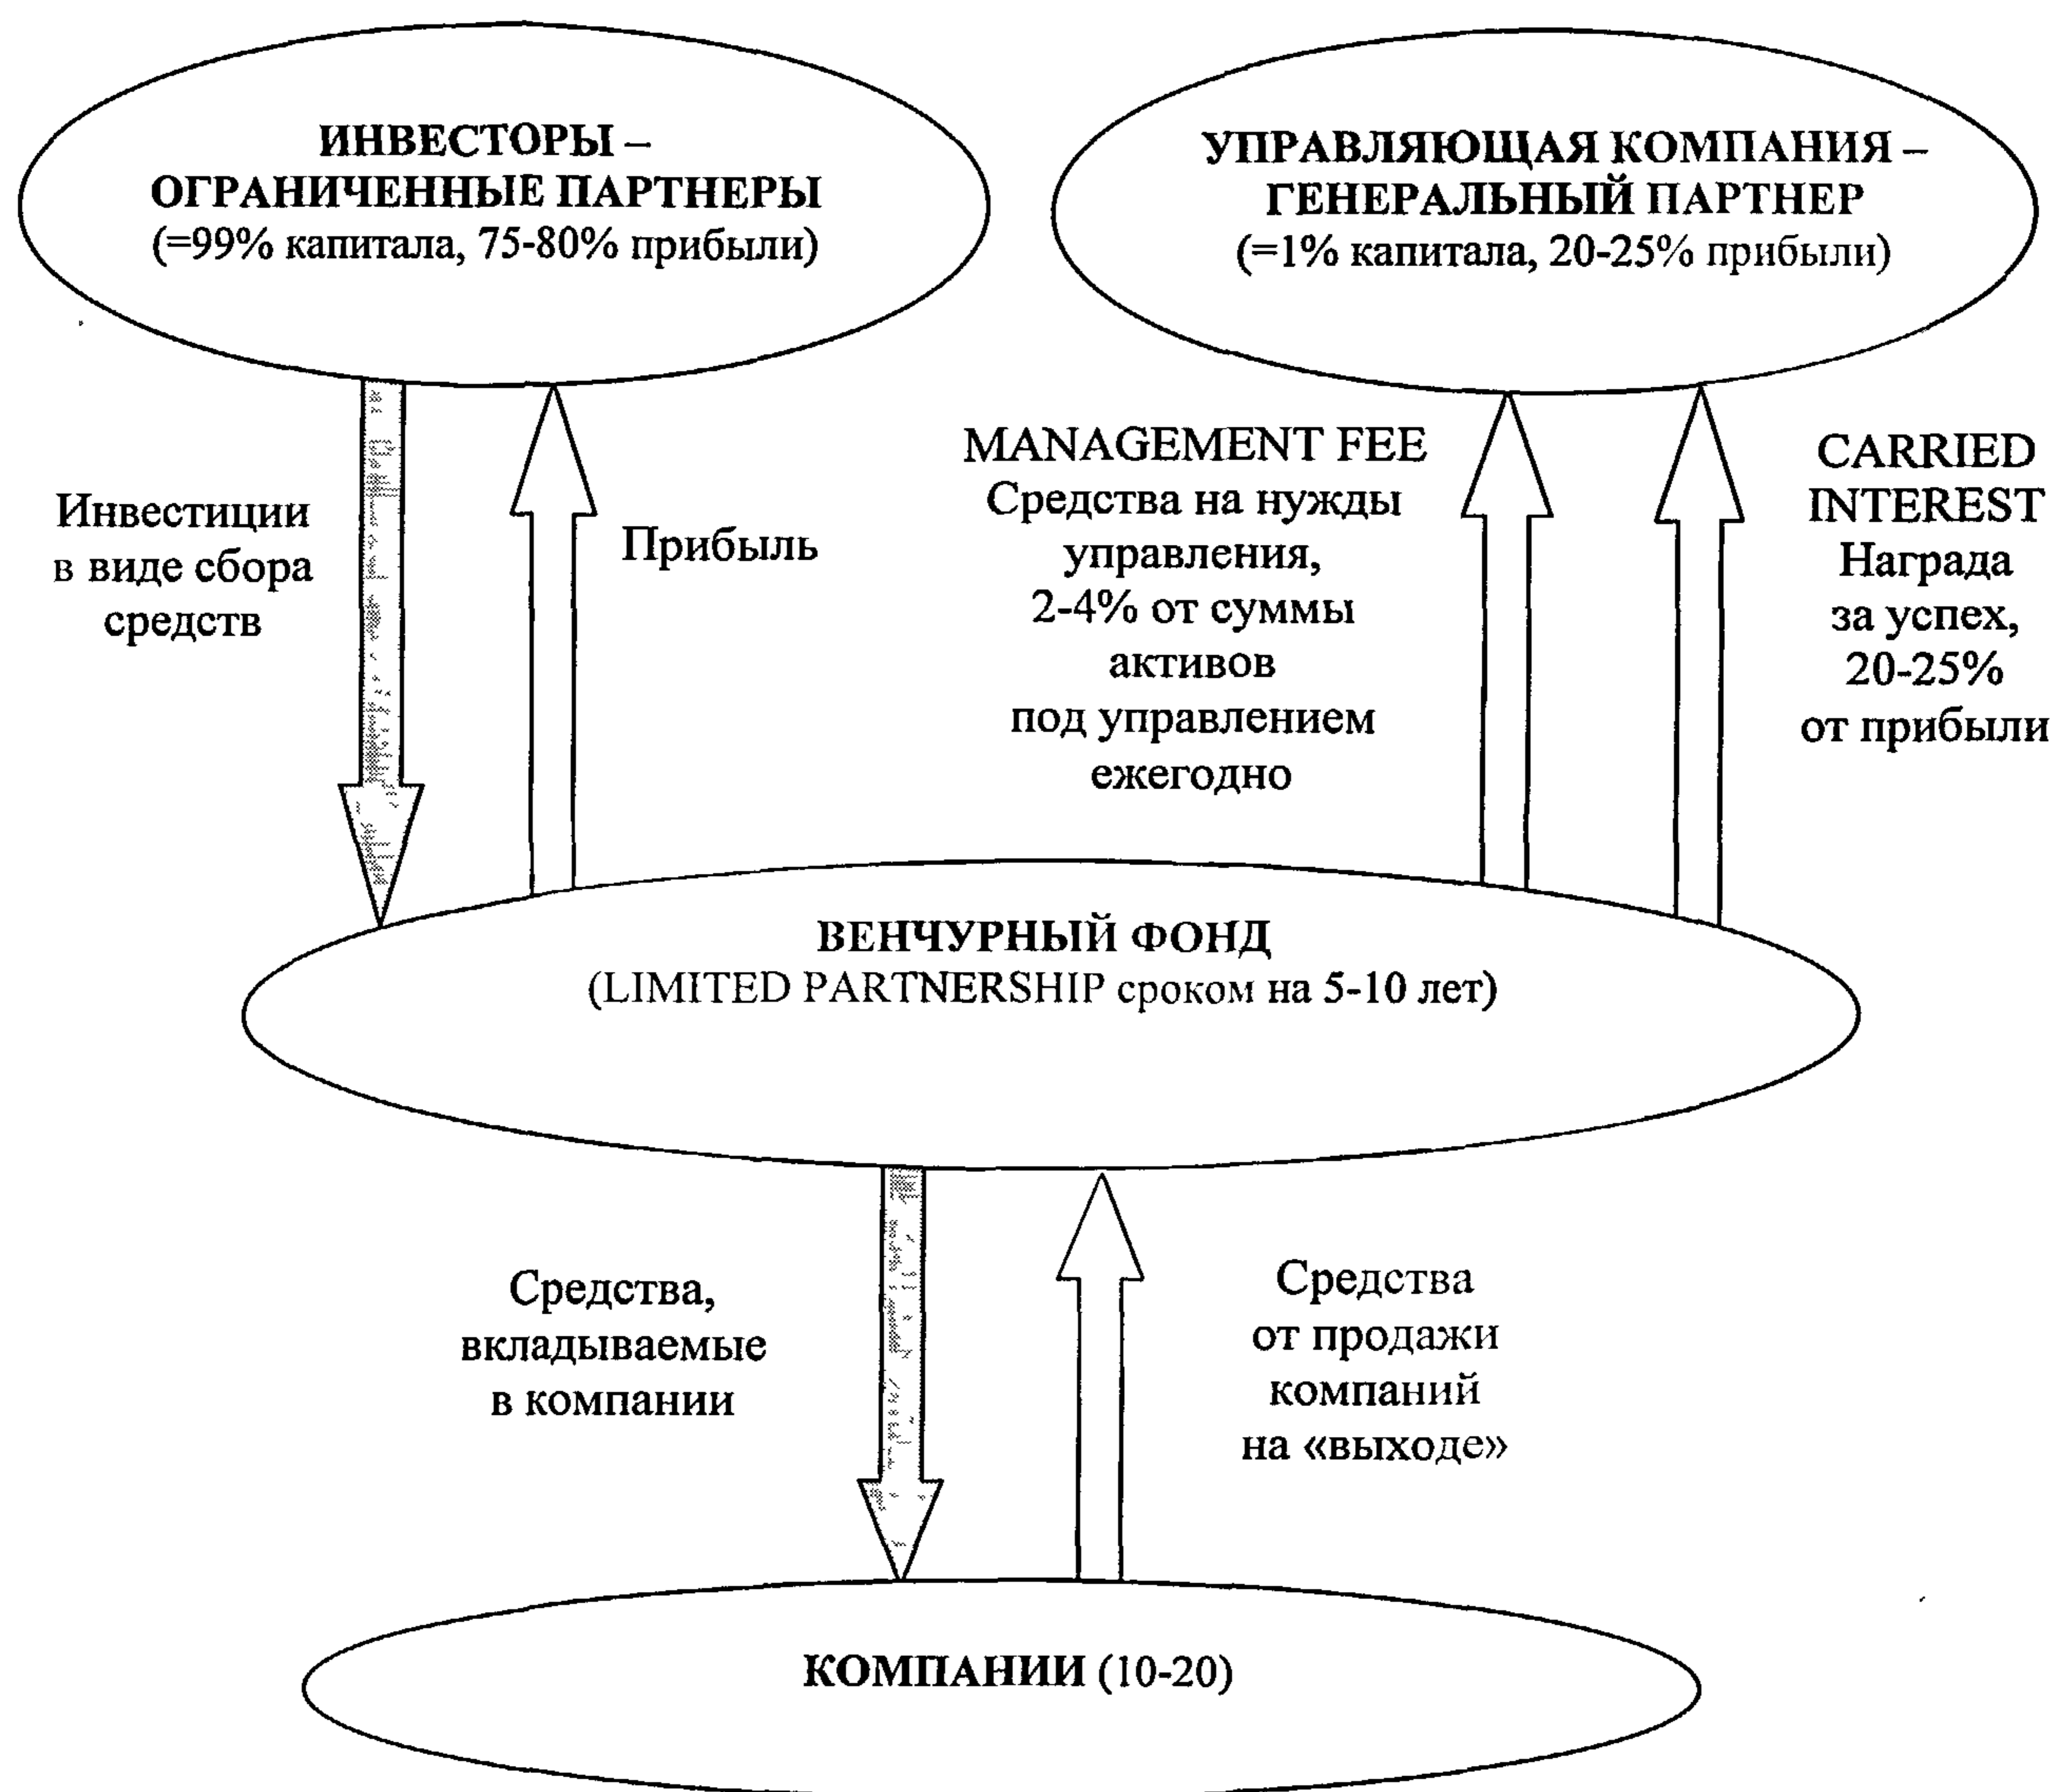 ИНВЕСТОРЫ –
ОГРАНИЧЕННЫЕ ПАРТНЕРЫ
(=99% капитала, 75-80% прибыли)
УПРАВЛЯЮЩАЯ КОМПАНИЯ –
ГЕНЕРАЛЬНЫЙ ПАРТНЕР
(=1% капитала, 20-25% прибыли)
Инвестиции
в виде сбора
средств
Прибыль
MANAGEMENT FEE
Средства на нужды
управления,
2-4% от суммы
активов
под управлением
ежегодно
CARRIED
INTEREST
Награда
за успех,
20-25%
от прибыли
ВЕНЧУРНЫЙ ФОНД
(LIMITED PARTNERSHIP сроком на 5-10 лет)
Средства,
вкладываемые
в компании
Средства
от продажи
компаний
на «выходе»
КОМПАНИИ (10-20)